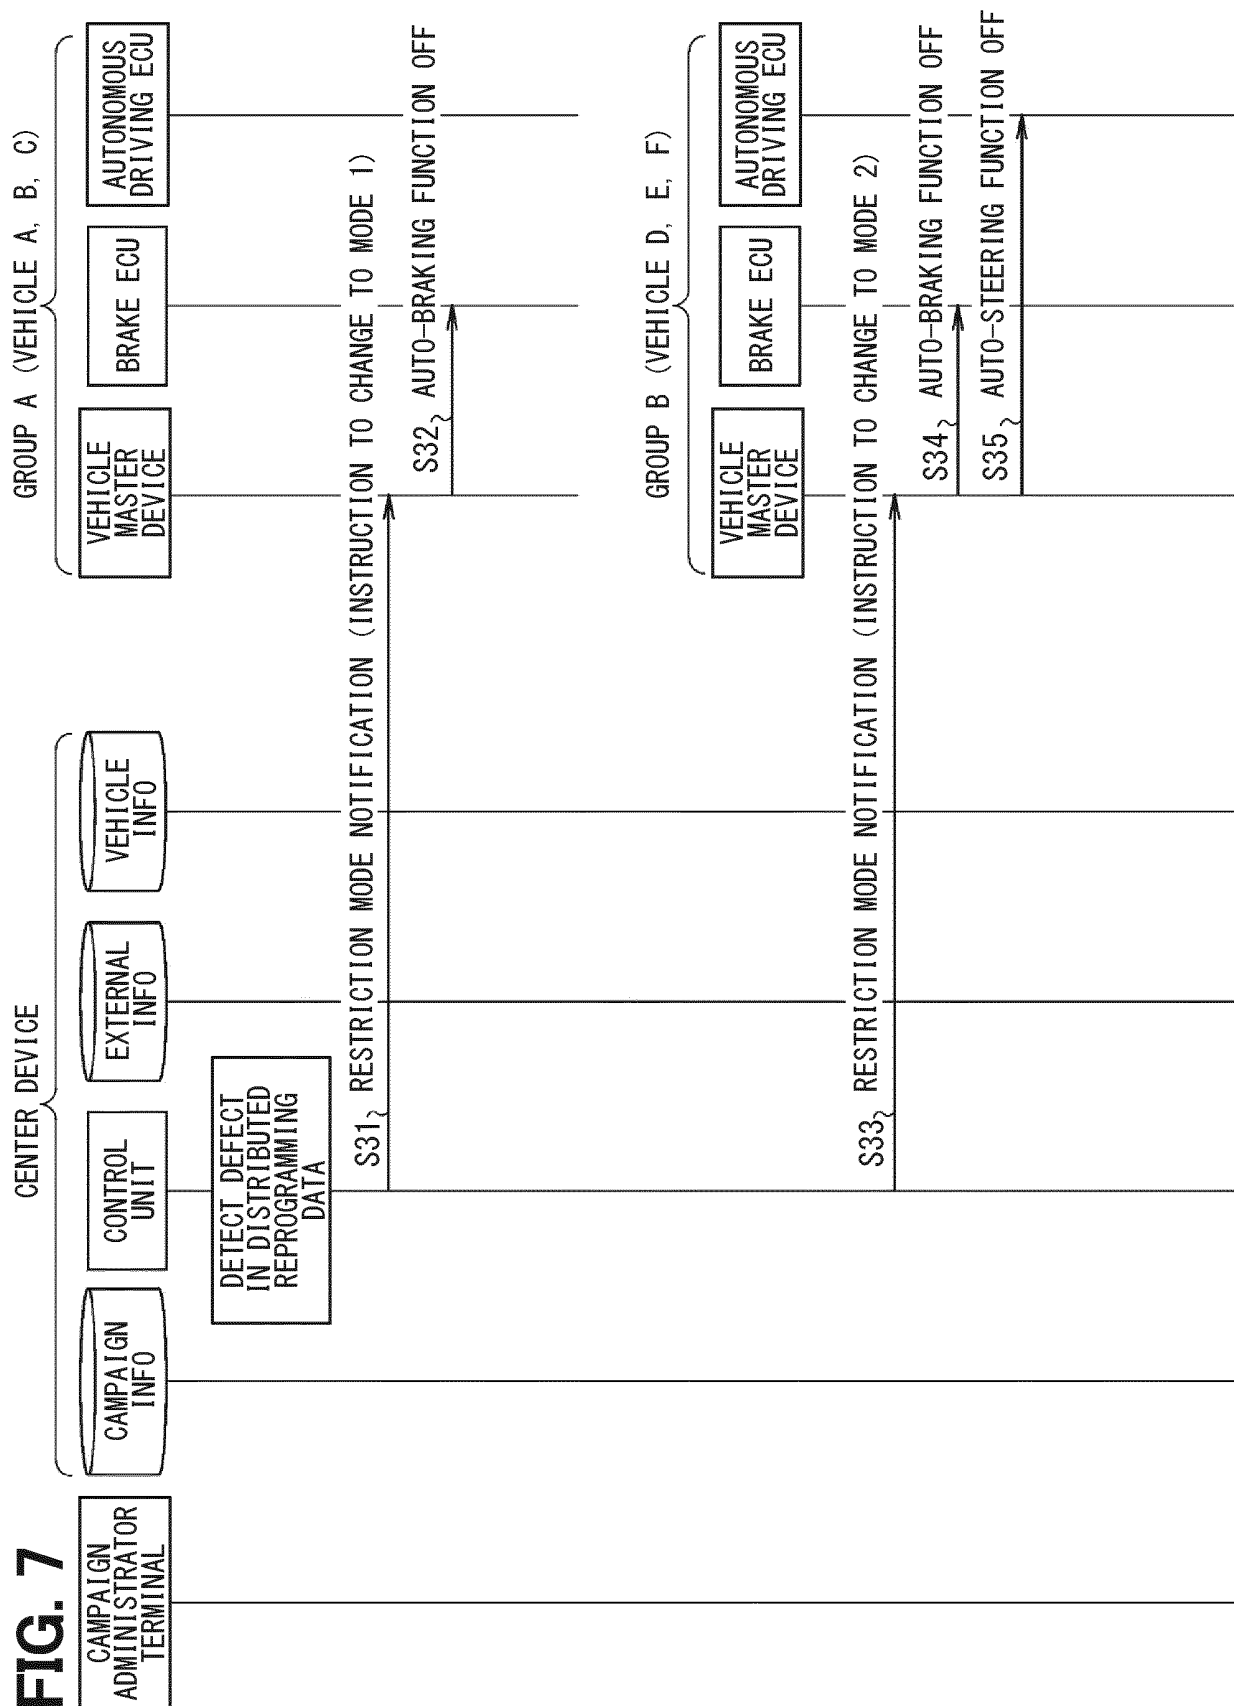 FIG. 7
CENTER DEVICE
GROUP A (VEHICLE A, B, C)
CAMPAIGN
ADMINISTRATOR
TERMINAL
CAMPAIGN
INFO
CONTROL
UNIT
EXTERNAL
INFO
VEHICLE
INFO
VEHICLE
MASTER
DEVICE
BRAKE ECU
AUTONOMOUS
DRIVING ECU
DETECT DEFECT
IN DISTRIBUTED
REPROGRAMMING
DATA
S31 RESTRICTION MODE NOTIFICATION (INSTRUCTION TO CHANGE TO MODE 1)
S32 AUTO-BRAKING FUNCTION OFF
GROUP B (VEHICLE D, E, F)
VEHICLE
MASTER
DEVICE
BRAKE ECU
AUTONOMOUS
DRIVING ECU
S33 RESTRICTION MODE NOTIFICATION (INSTRUCTION TO CHANGE TO MODE 2)
S34 AUTO-BRAKING FUNCTION OFF
S35 AUTO-STEERING FUNCTION OFF